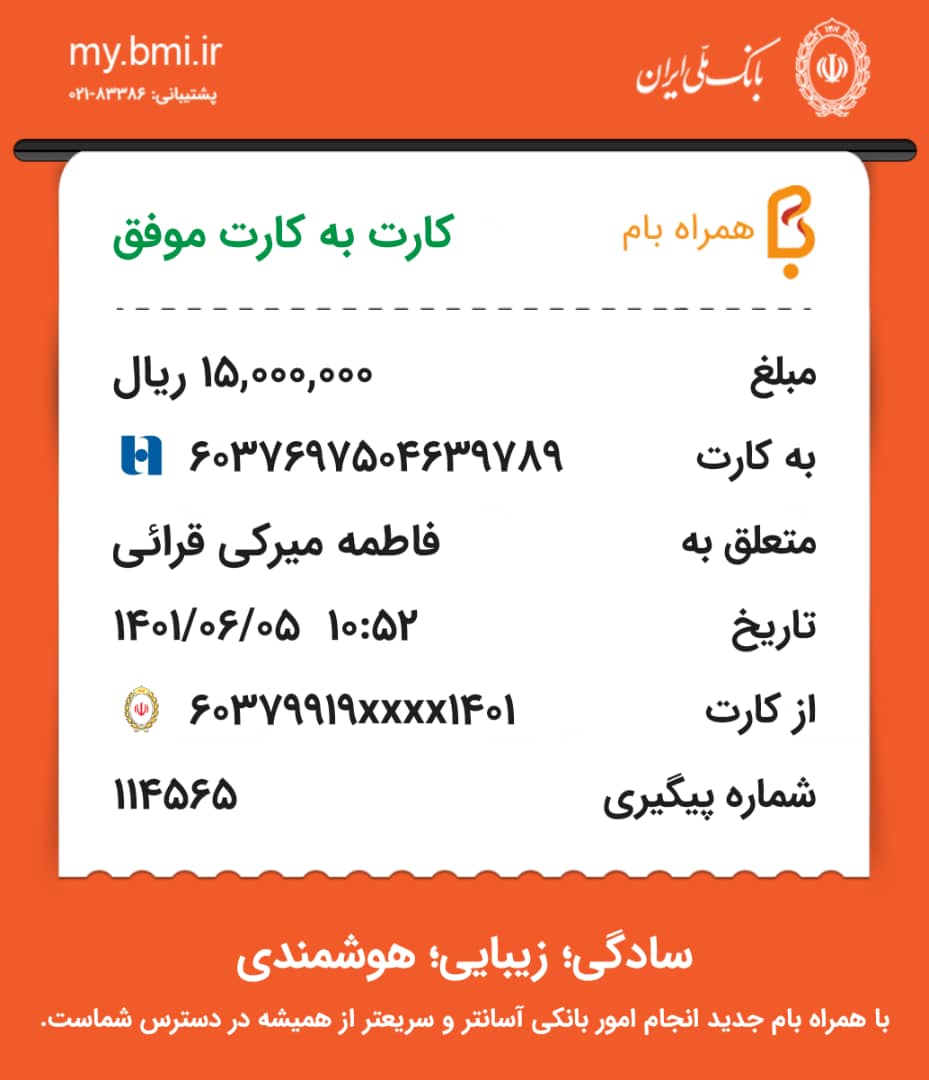 بانک ملی ایران
my.bmi.ir
پشتیبانی: ۸۳۳۸۶-۰۲۱
همراه بام
کارت به کارت موفق
مبلغ ۱۵,۰۰۰,۰۰۰ ریال
به کارت ۶۰۳۷۶۹۷۵۰۴۶۳۹۷۸۹
متعلق به فاطمه میرکی قرائی
تاریخ ۱۴۰۱/۰۶/۰۵ ۱۰:۵۲
از کارت ۶۰۳۷۹۹۱۹xxxx۱۴۰۱
شماره پیگیری ۱۱۴۵۶۵
سادگی؛ زیبایی؛ هوشمندی
با همراه بام جدید انجام امور بانکی آسانتر و سریعتر از همیشه در دسترس شماست.